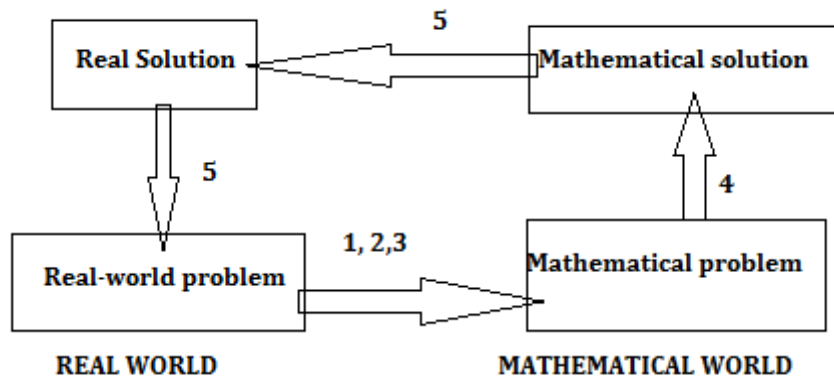 5
Real Solution
Mathematical solution
5
4
1, 2,3
Real-world problem
Mathematical problem
REAL WORLD
MATHEMATICAL WORLD